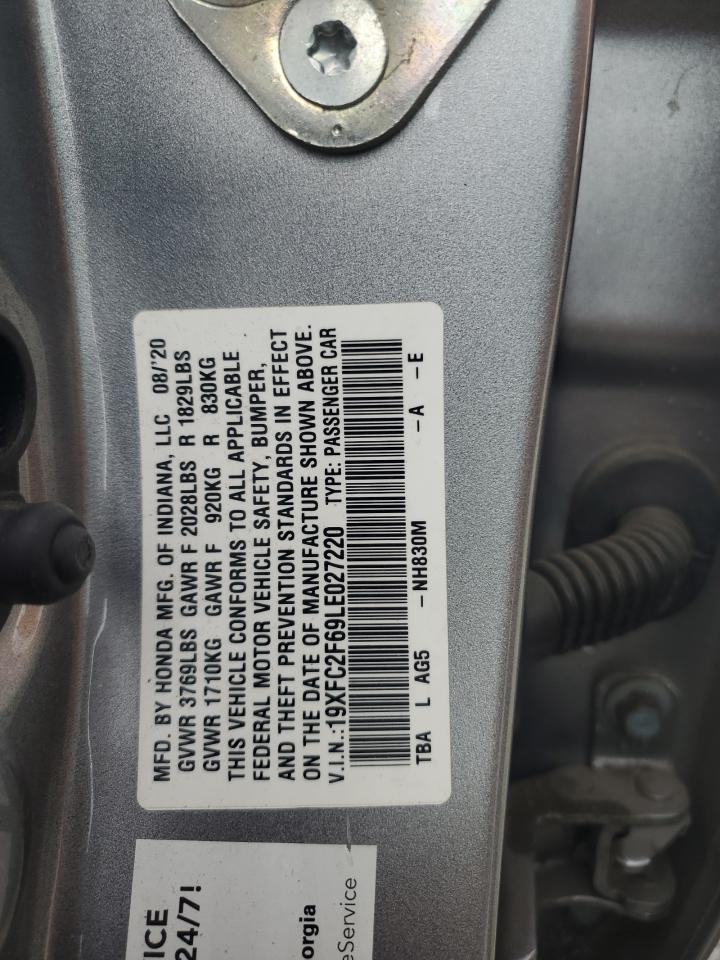 MFD. BY HONDA MFG. OF INDIANA, LLC 08/'20
GVWR 3769LBS GAWR F 2028LBS R 1829LBS
GVWR 1710KG GAWR F 920KG R 830KG
THIS VEHICLE CONFORMS TO ALL APPLICABLE
FEDERAL MOTOR VEHICLE SAFETY, BUMPER,
AND THEFT PREVENTION STANDARDS IN EFFECT
ON THE DATE OF MANUFACTURE SHOWN ABOVE.
V.I.N.:19XFC2F69LE027220 TYPE: PASSENGER CAR
TBA L AG5 - NH830M -A -E
ICE
24/7!
orgia
eService